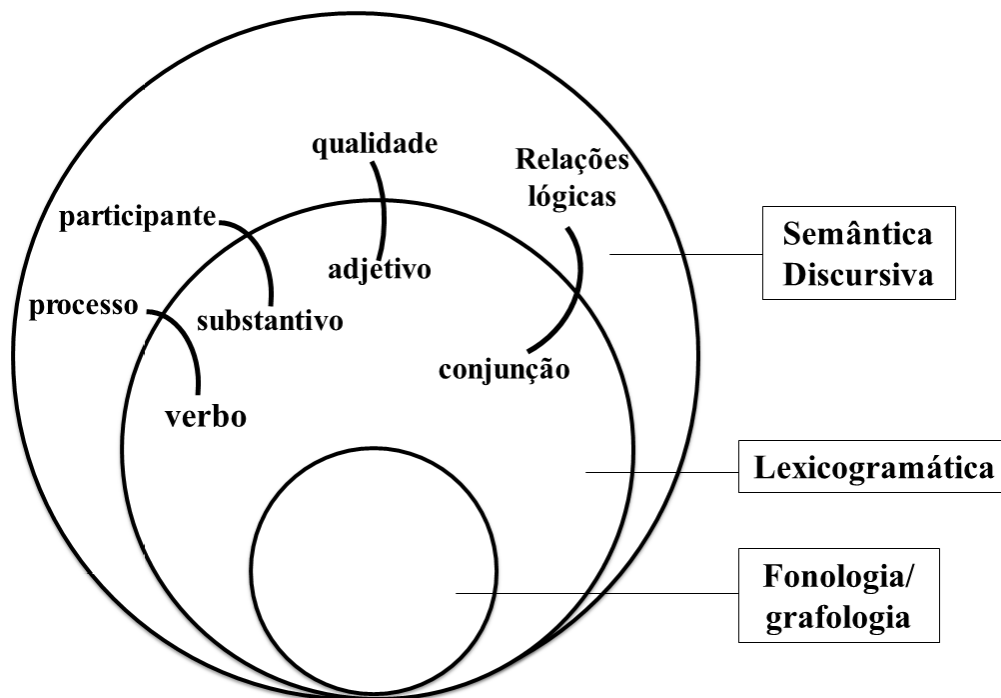 qualidade
Relações
lógicas
participante
adjetivo
processo
substantivo
conjunção
verbo
Semântica
Discursiva
Lexicogramática
Fonologia/
grafologia